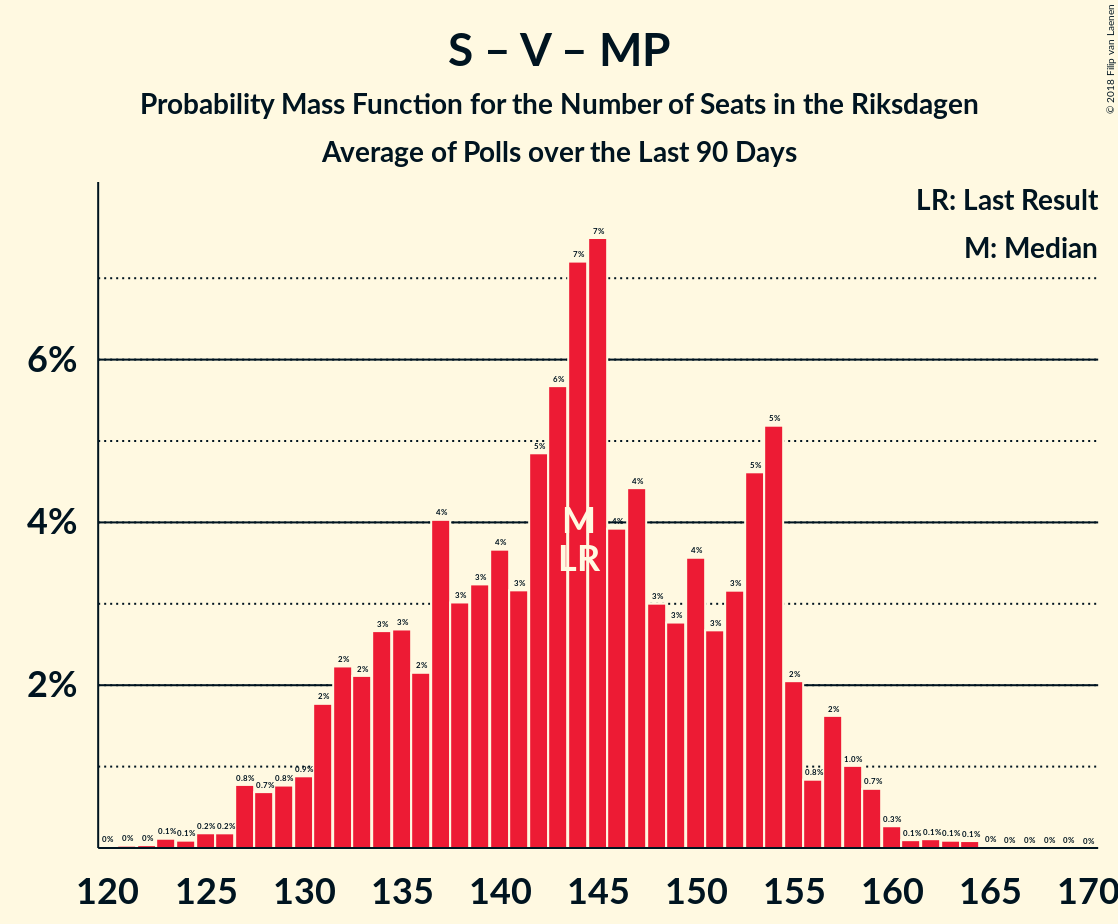 S – V – MP
Probability Mass Function for the Number of Seats in the Riksdagen
Average of Polls over the Last 90 Days
© 2018 Filip van Laenen
LR: Last Result
M: Median
6%
4%
2%
0% 0% 0% 0.1% 0.1% 0.2% 0.2% 0.8% 0.7% 0.8% 0.9% 2% 2% 2% 3% 3% 2% 4% 3% 3% 4% 3% 5% 6% 7% 7% 4% 4% 3% 3% 4% 3% 3% 5% 5% 2% 0.8% 2% 1.0% 0.7% 0.3% 0.1% 0.1% 0.1% 0.1% 0% 0% 0% 0% 0% 0%
M
LR
120 125 130 135 140 145 150 155 160 165 170